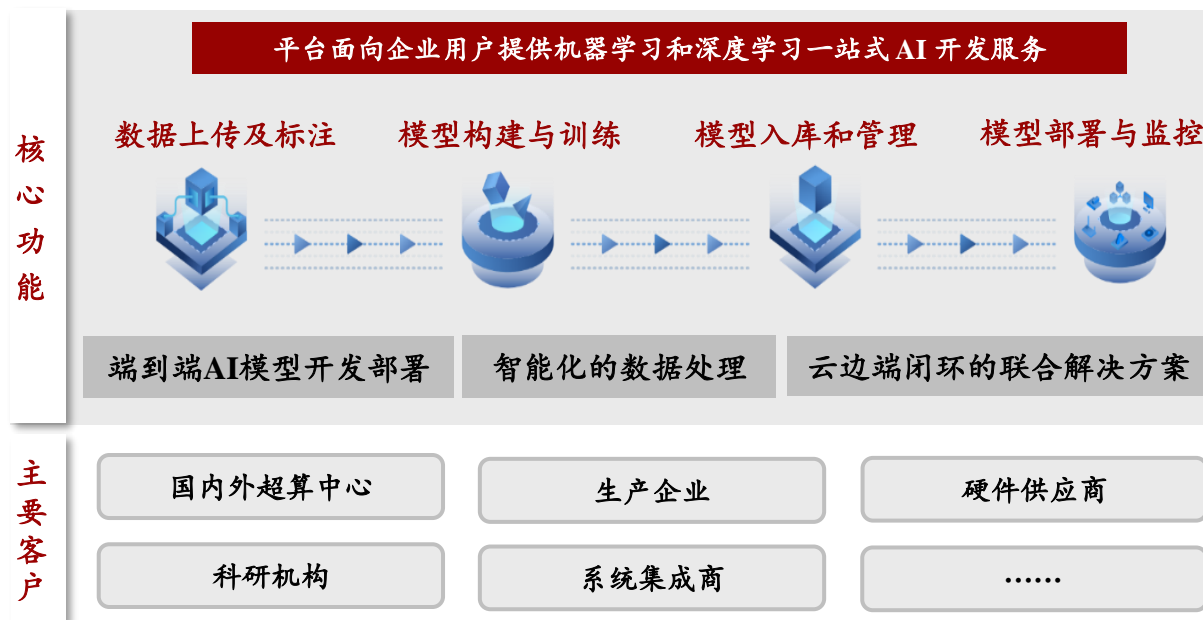 平台面向企业用户提供机器学习和深度学习一站式 AI 开发服务
核心功能
数据上传及标注
模型构建与训练
模型入库和管理
模型部署与监控
端到端AI模型开发部署
智能化的数据处理
云边端闭环的联合解决方案
主要客户
国内外超算中心
生产企业
硬件供应商
科研机构
系统集成商
……